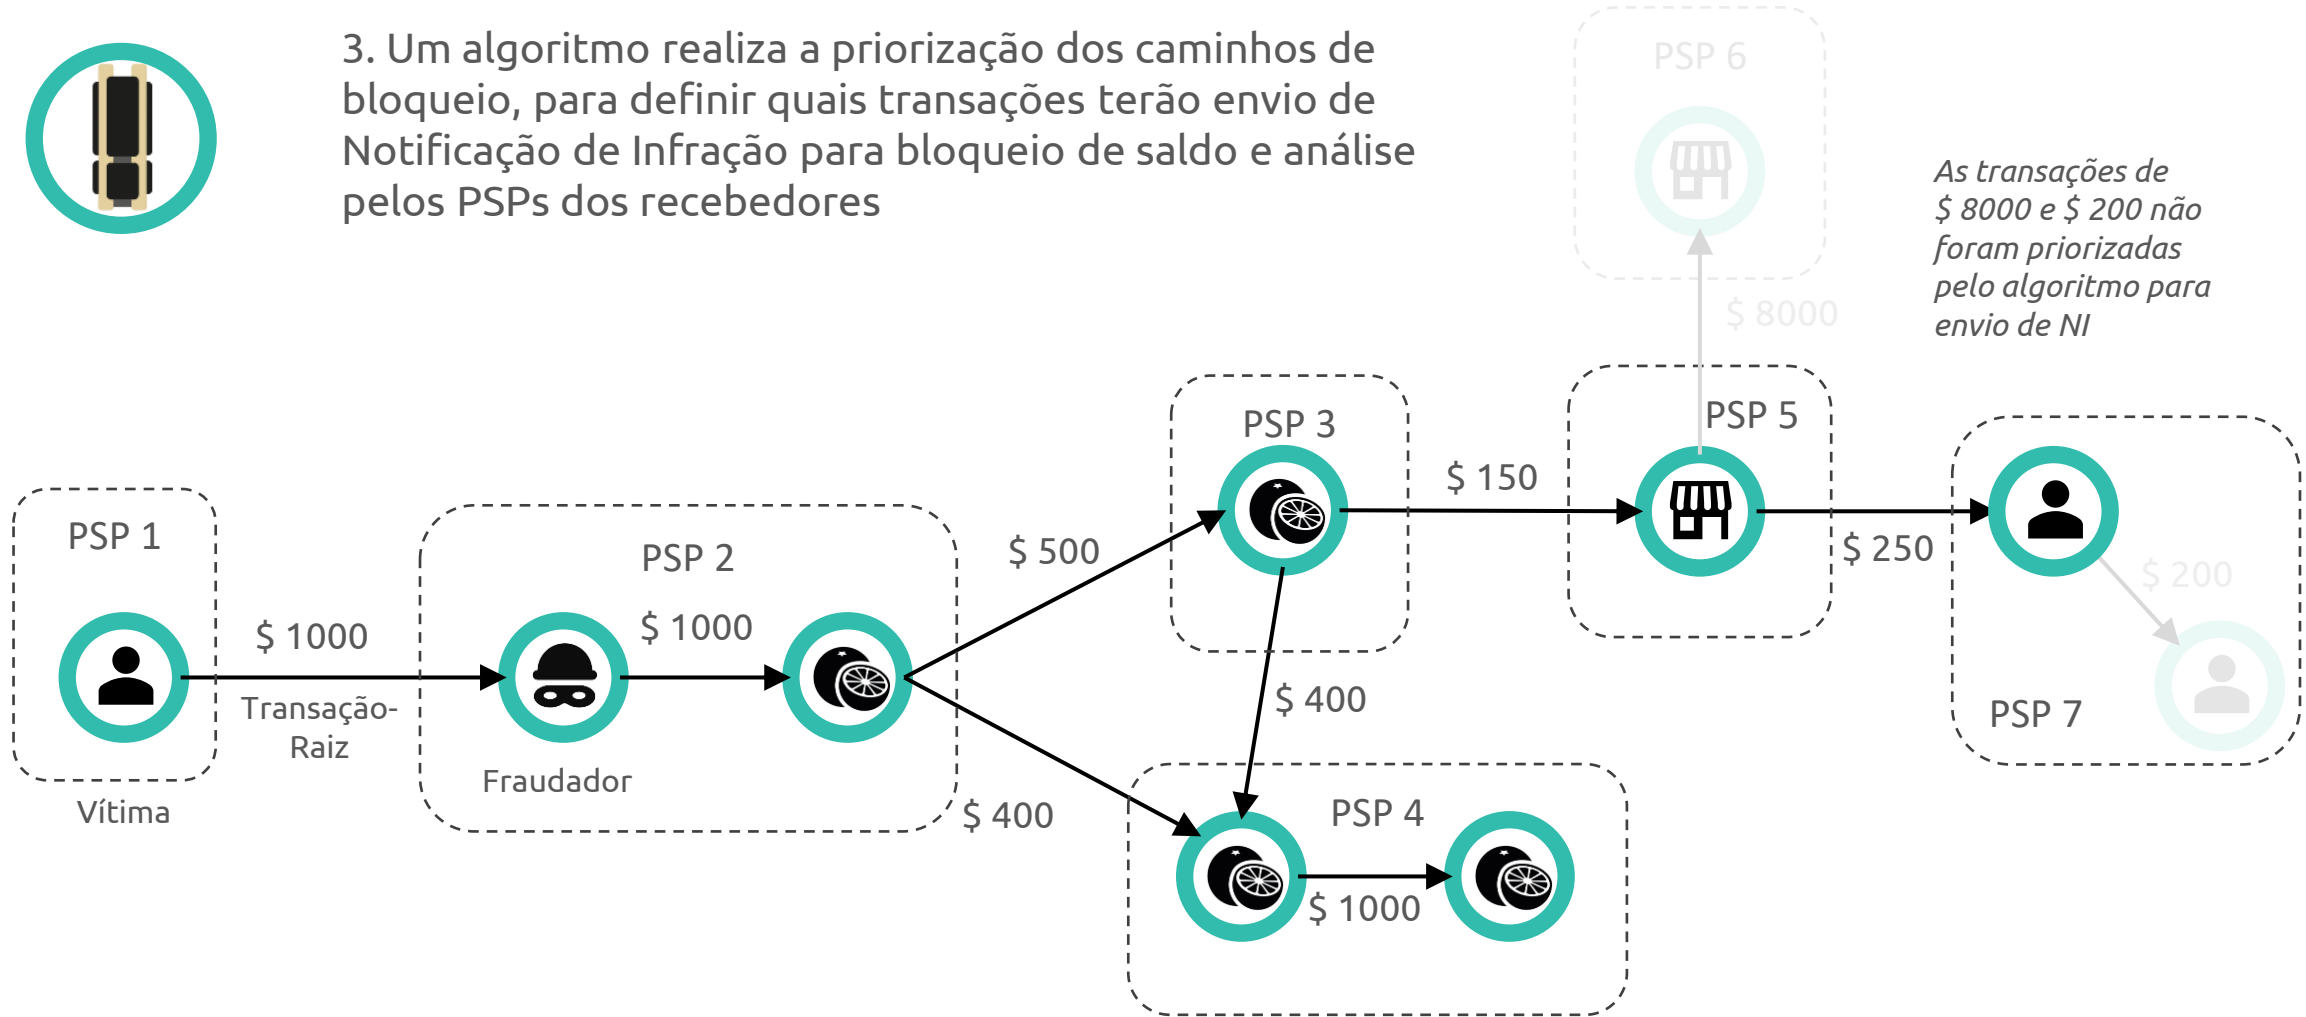 3. Um algoritmo realiza a priorização dos caminhos de
bloqueio, para definir quais transações terão envio de
Notificação de Infração para bloqueio de saldo e análise
pelos PSPs dos recebedores
PSP 6
As transações de
$ 8000 e $ 200 não
foram priorizadas
pelo algoritmo para
envio de NI
$ 8000
PSP 3
PSP 5
$ 150
PSP 1
PSP 2
$ 500
$ 250
$ 200
$ 1000
$ 1000
Transação-
Raiz
$ 400
PSP 7
Fraudador
Vítima
$ 400
PSP 4
$ 1000